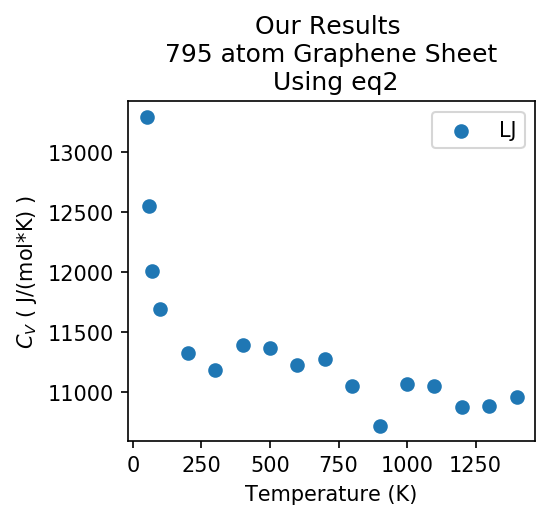 Our Results
795 atom Graphene Sheet
Using eq2
LJ
13000
12500
12000
11500
11000
C_V ( J/(mol*K) )
0 250 500 750 1000 1250
Temperature (K)